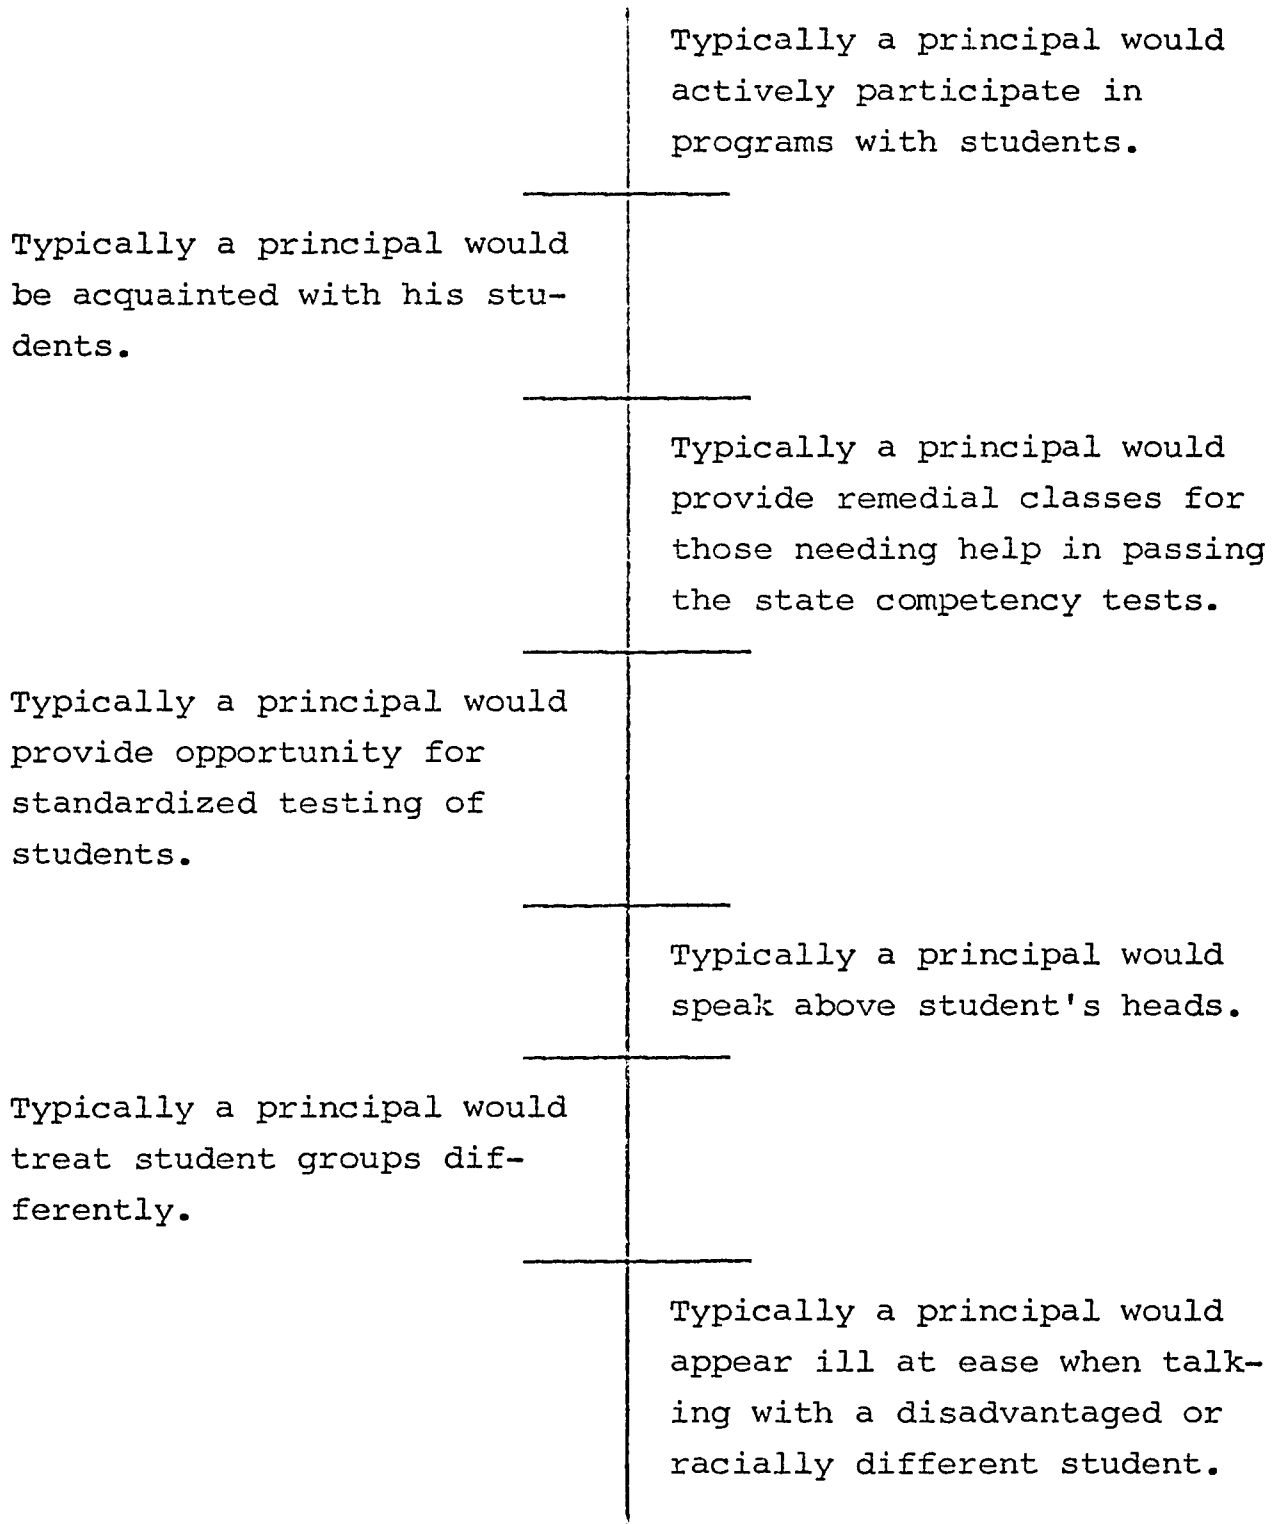 Typically a principal would
actively participate in
programs with students.
Typically a principal would
be acquainted with his stu-
dents.
Typically a principal would
provide remedial classes for
those needing help in passing
the state competency tests.
Typically a principal would
provide opportunity for
standardized testing of
students.
Typically a principal would
speak above student's heads.
Typically a principal would
treat student groups dif-
ferently.
Typically a principal would
appear ill at ease when talk-
ing with a disadvantaged or
racially different student.